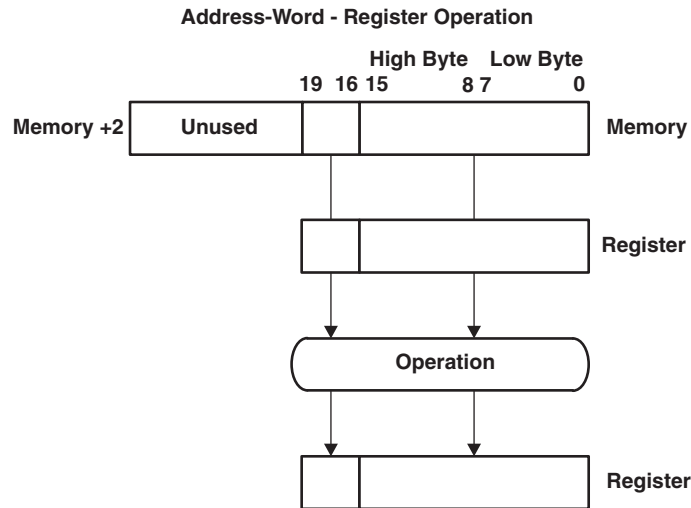 Address-Word - Register Operation
High Byte Low Byte
19 16 15 8 7 0
Memory +2 Unused Memory
Register
Operation
Register